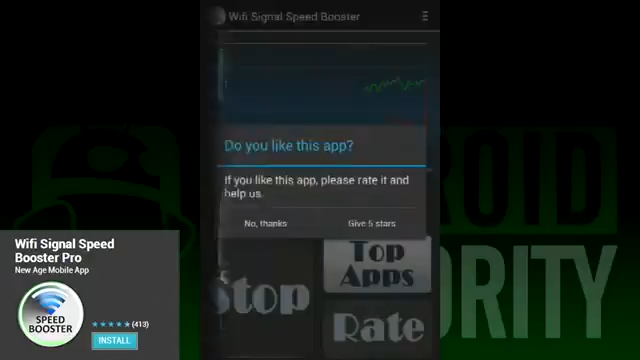 Wifi Signal Speed Booster
Do you like this app?
If you like this app, please rate it and
help us.
No, thanks
Give 5 stars
Top
Apps
Stop
Rate
ROID
RITY
Wifi Signal Speed
Booster Pro
New Age Mobile App
SPEED
BOOSTER
(413)
INSTALL